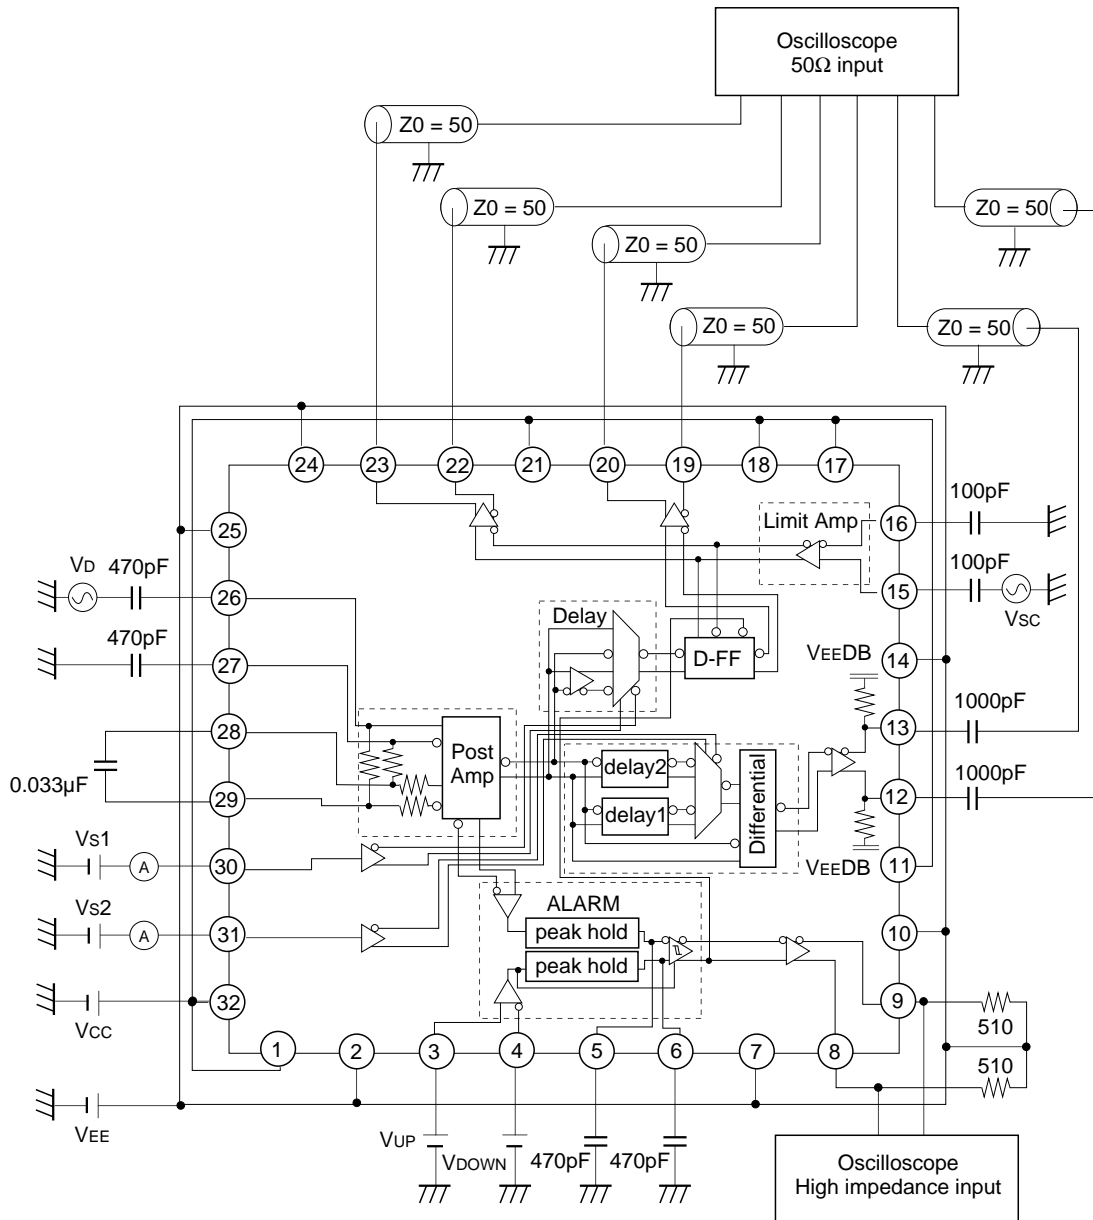 Oscilloscope
50Ω input
Z0 = 50
Z0 = 50
Z0 = 50
Z0 = 50
Z0 = 50
Z0 = 50
24
23
22
21
20
19
18
17
25
26
27
28
29
30
31
32
16
15
14
13
12
11
10
9
1
2
3
4
5
6
7
8
100pF
100pF
VSC
Limit Amp
VD
470pF
470pF
Delay
D-FF
VEEDB
1000pF
1000pF
VEEDB
0.033µF
Post
Amp
delay2
delay1
Differential
VS1
A
VS2
A
ALARM
peak hold
peak hold
VCC
VEE
510
510
VUP
VDOWN
470pF
470pF
Oscilloscope
High impedance input